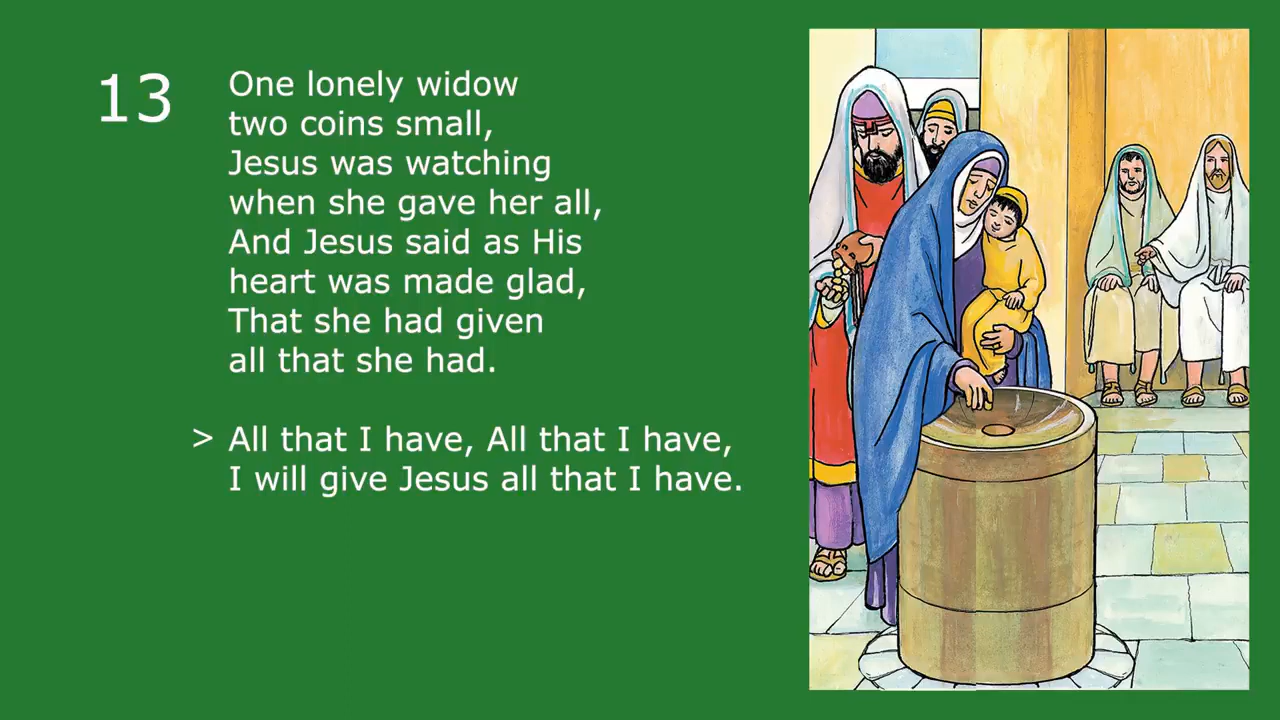 13
One lonely widow
two coins small,
Jesus was watching
when she gave her all,
And Jesus said as His
heart was made glad,
That she had given
all that she had.
> All that I have, All that I have,
I will give Jesus all that I have.